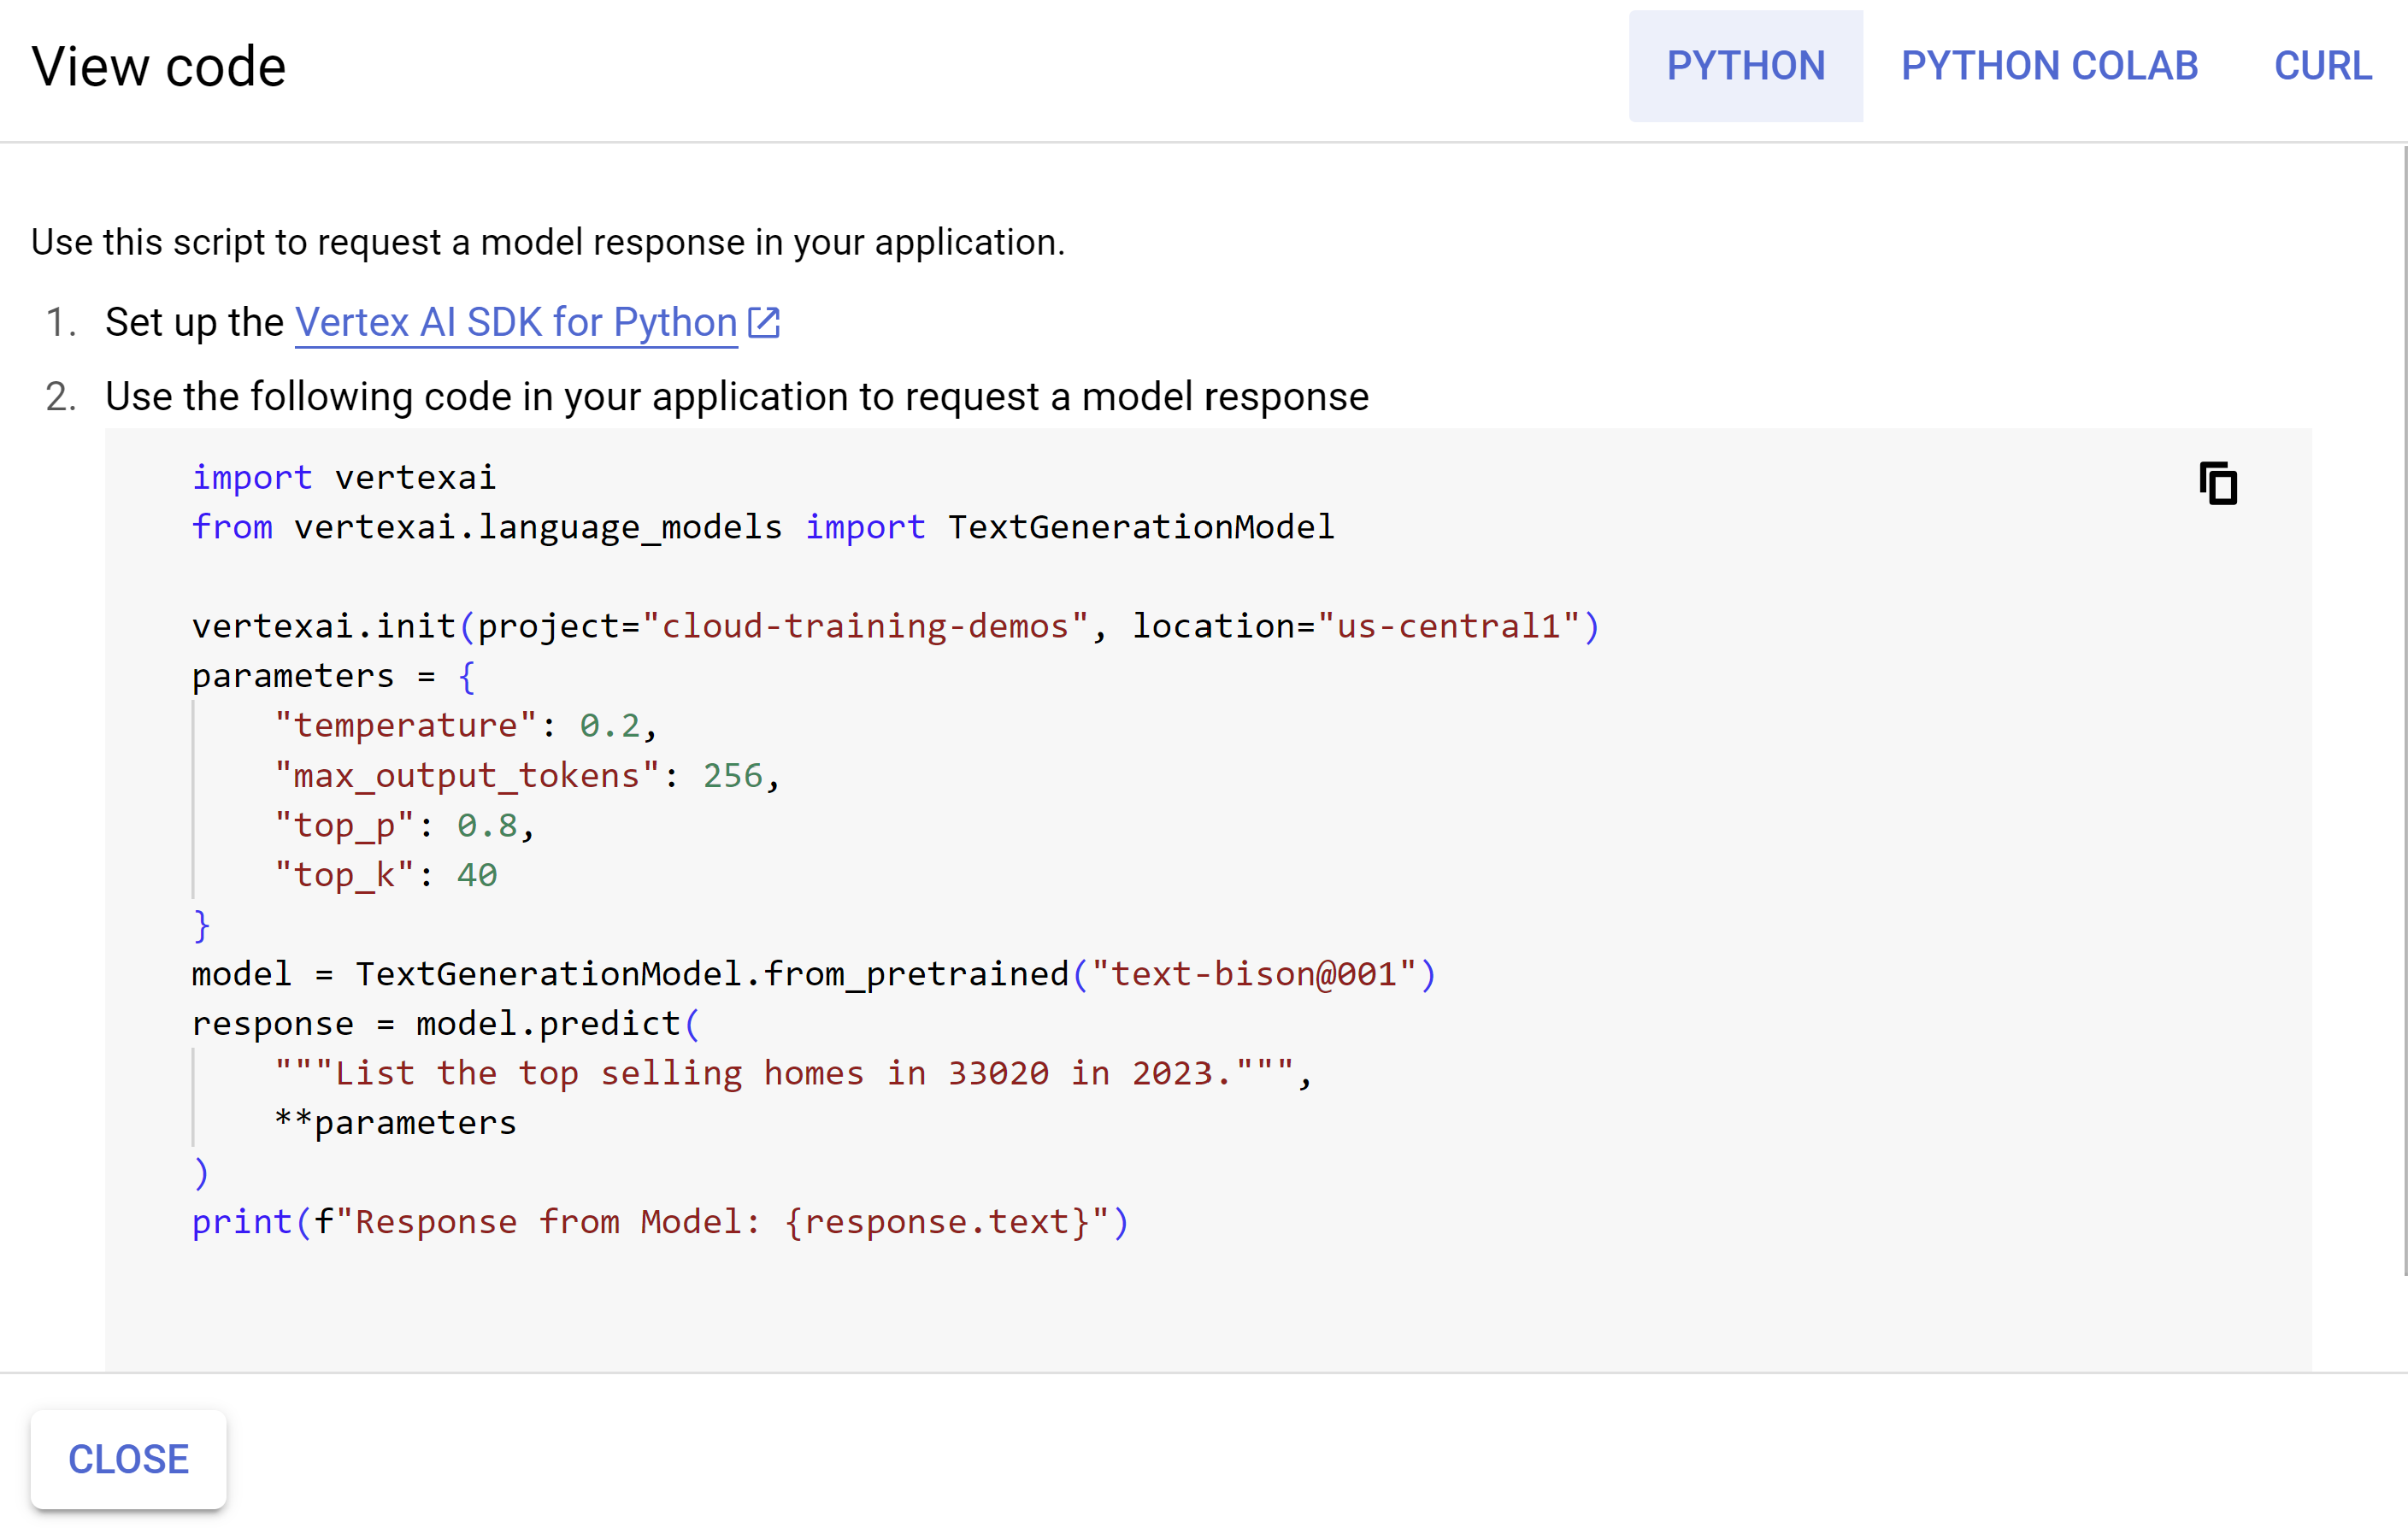 View code
PYTHON PYTHON COLAB CURL
Use this script to request a model response in your application.
1. Set up the Vertex AI SDK for Python
2. Use the following code in your application to request a model response
import vertexai
from vertexai.language_models import TextGenerationModel

vertexai.init(project="cloud-training-demos", location="us-central1")
parameters = {
    "temperature": 0.2,
    "max_output_tokens": 256,
    "top_p": 0.8,
    "top_k": 40
}
model = TextGenerationModel.from_pretrained("text-bison@001")
response = model.predict(
    """List the top selling homes in 33020 in 2023.""",
    **parameters
)
print(f"Response from Model: {response.text}")
CLOSE